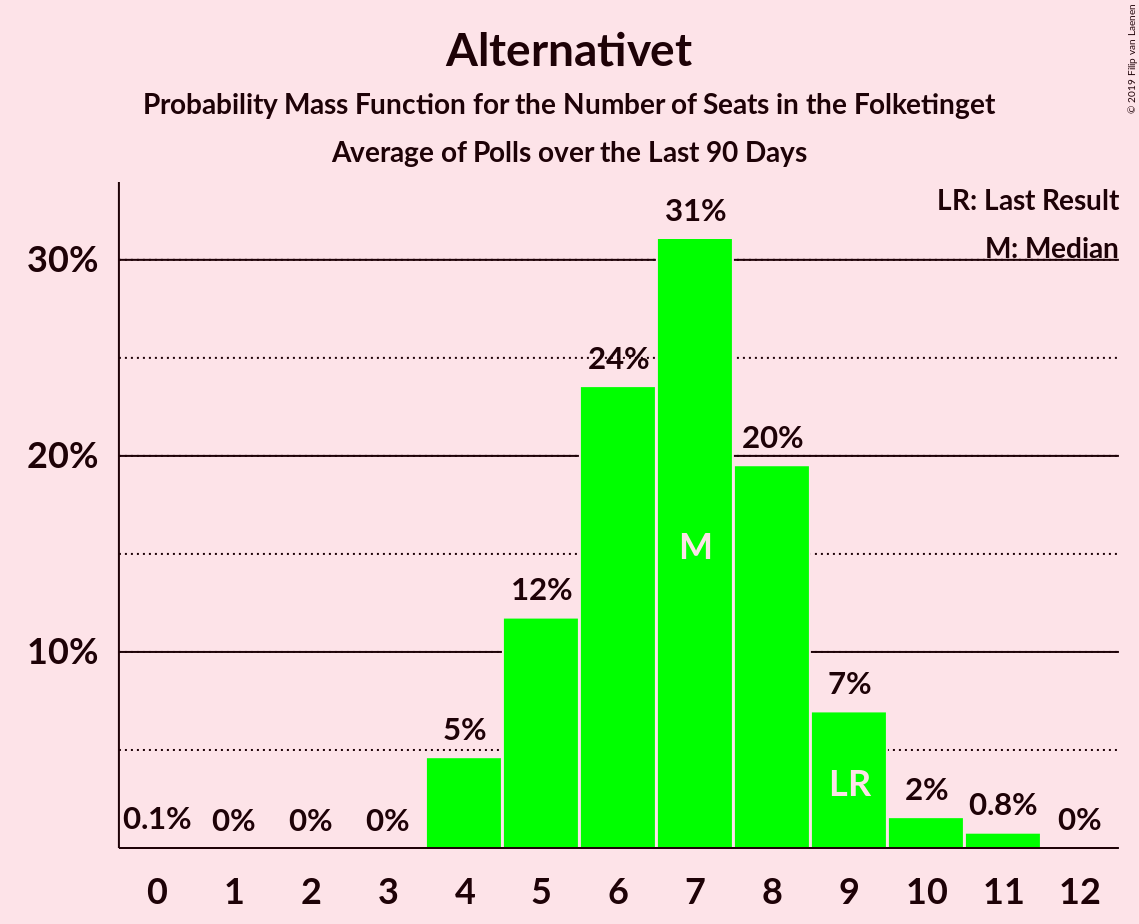 Alternativet
Probability Mass Function for the Number of Seats in the Folketinget
Average of Polls over the Last 90 Days
© 2019 Filip van Laenen
LR: Last Result
M: Median
30%
20%
10%
0.1%
0%
0%
0%
5%
12%
24%
31%
20%
7%
2%
0.8%
0%
M
LR
0 1 2 3 4 5 6 7 8 9 10 11 12